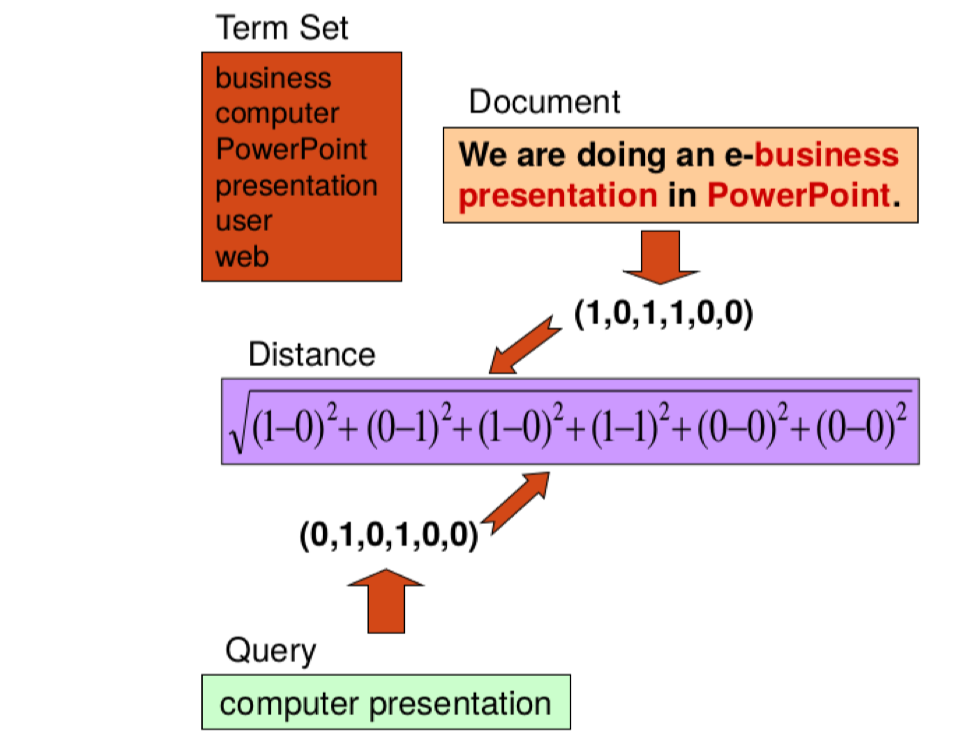 Term Set
business
computer
PowerPoint
presentation
user
web
Document
We are doing an e-business
presentation in PowerPoint.
(1,0,1,1,0,0)
Distance
√(1–0)²+ (0–1)²+(1–0)²+(1–1)²+(0–0)²+(0–0)²
(0,1,0,1,0,0)
Query
computer presentation